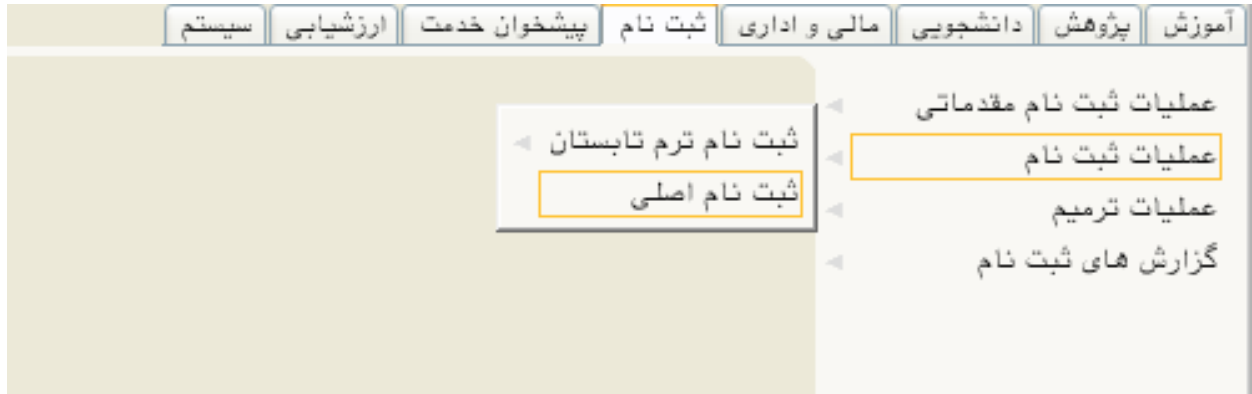 آموزش پژوهش دانشجویی مالی و اداری ثبت نام پیشخوان خدمت ارزشیابی سیستم
عملیات ثبت نام مقدماتی
عملیات ثبت نام
عملیات ترمیم
گزارش های ثبت نام
ثبت نام ترم تابستان
ثبت نام اصلی